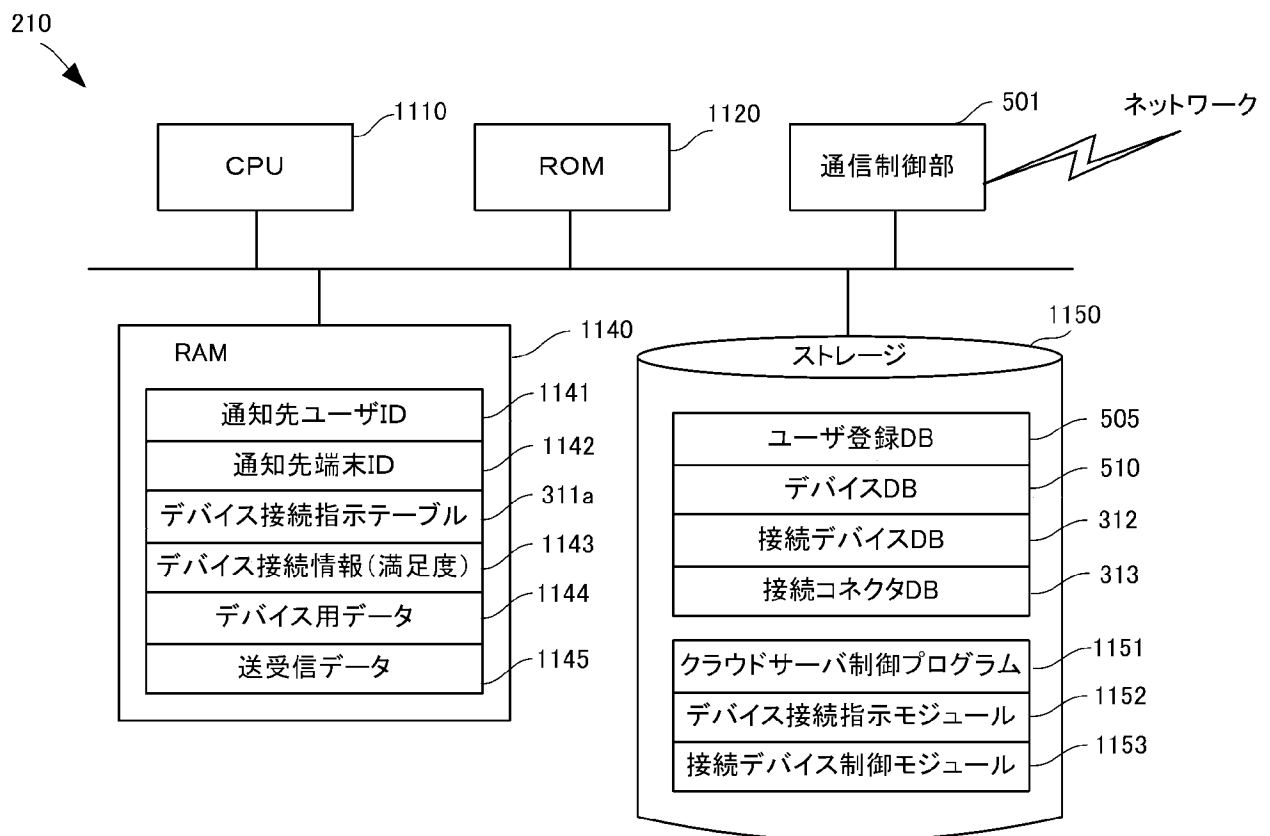 210
1110
CPU
1120
ROM
501
通信制御部
ネットワーク
1140
RAM
通知先ユーザID
1141
通知先端末ID
1142
デバイス接続指示テーブル
311a
デバイス接続情報(満足度)
1143
デバイス用データ
1144
送受信データ
1145
1150
ストレージ
ユーザ登録DB
505
デバイスDB
510
接続デバイスDB
312
接続コネクタDB
313
クラウドサーバ制御プログラム
1151
デバイス接続指示モジュール
1152
接続デバイス制御モジュール
1153